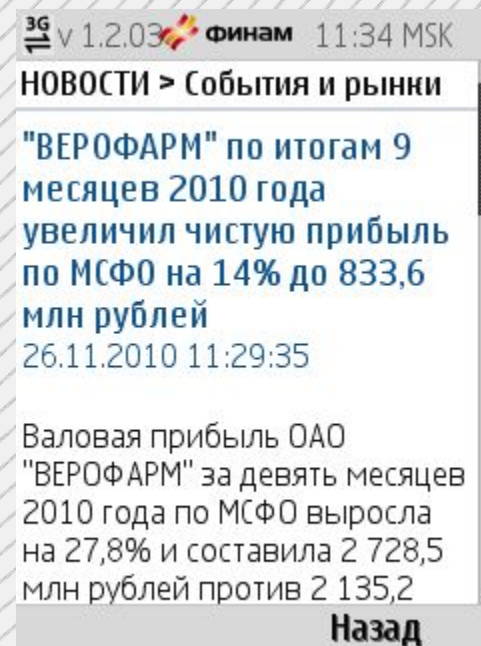 3G v 1.2.03 финам 11:34 MSK
НОВОСТИ > События и рынки
"ВЕРОФАРМ" по итогам 9
месяцев 2010 года
увеличил чистую прибыль
по МСФО на 14% до 833,6
млн рублей
26.11.2010 11:29:35
Валовая прибыль ОАО
"ВЕРОФАРМ" за девять месяцев
2010 года по МСФО выросла
на 27,8% и составила 2 728,5
млн рублей против 2 135,2
Назад